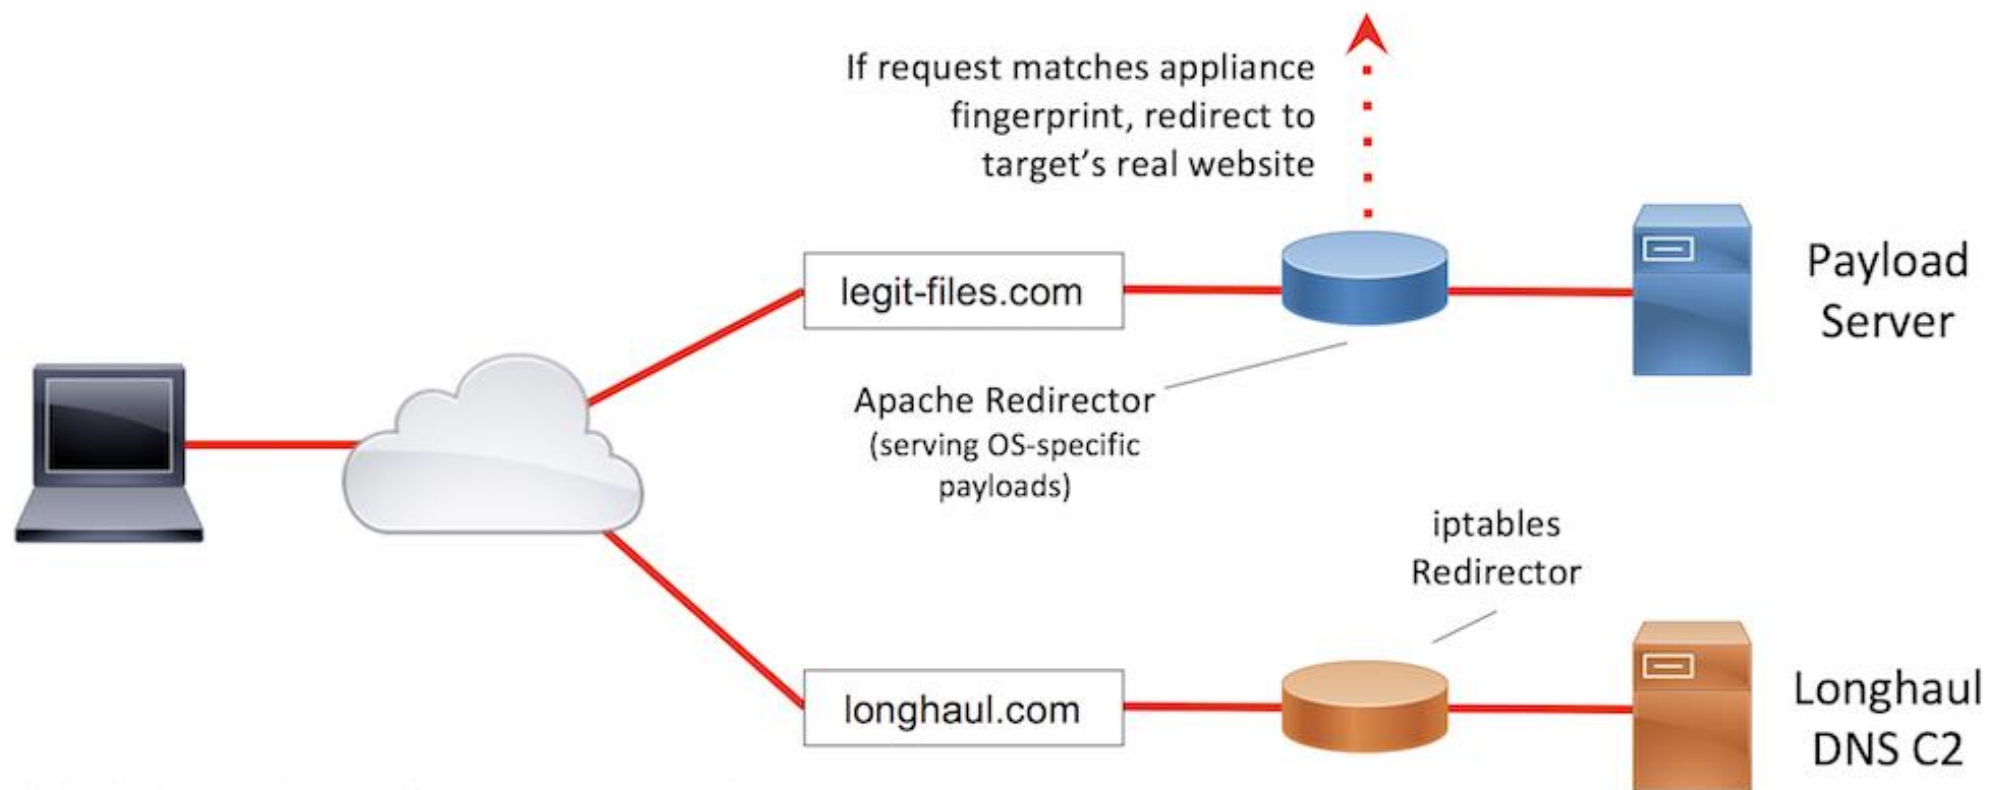 If request matches appliance
fingerprint, redirect to
target's real website
legit-files.com
Payload
Server
Apache Redirector
(serving OS-specific
payloads)
iptables
Redirector
longhaul.com
Longhaul
DNS C2